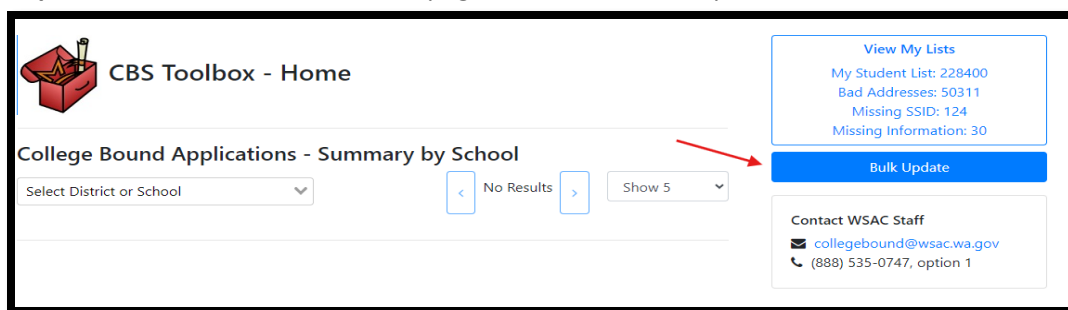 CBS Toolbox - Home
College Bound Applications - Summary by School
Select District or School
< No Results > Show 5
View My Lists
My Student List: 228400
Bad Addresses: 50311
Missing SSID: 124
Missing Information: 30
Bulk Update
Contact WSAC Staff
collegebound@wsac.wa.gov
(888) 535-0747, option 1